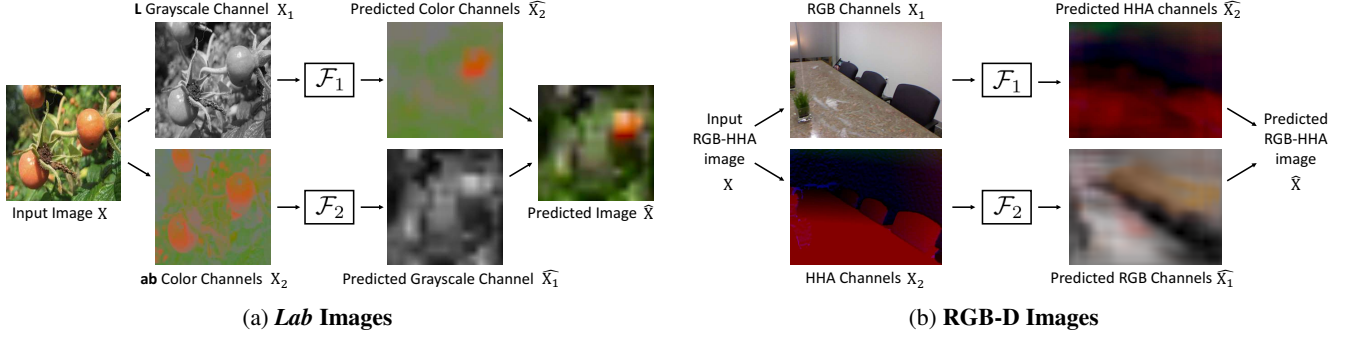 L Grayscale Channel X₁
Predicted Color Channels X̂₂
F₁
Input Image X
F₂
Predicted Image X̂
ab Color Channels X₂
Predicted Grayscale Channel X̂₁
(a) Lab Images
RGB Channels X₁
Predicted HHA Channels X̂₂
F₁
Input
RGB-HHA
image
X
Predicted
RGB-HHA
image
X̂
F₂
HHA Channels X₂
Predicted RGB Channels X̂₁
(b) RGB-D Images